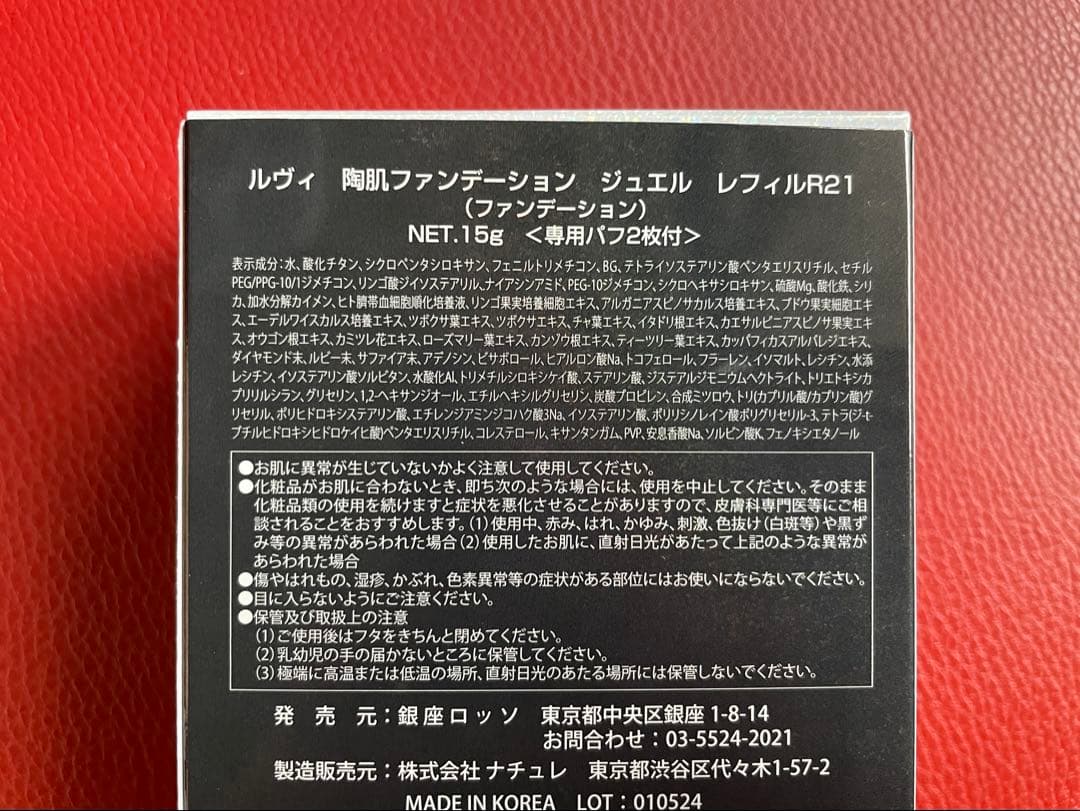 ルヴィ　陶肌ファンデーション　ジュエル　レフィルR21
（ファンデーション）
NET.15g　＜専用パフ2枚付＞
表示成分：水、酸化チタン、シクロペンタシロキサン、フェニルトリメチコン、BG、テトライソステアリン酸ペンタエリスリチル、セチル
PEG/PPG-10/1ジメチコン、リンゴ酸ジイソステアリル、ナイアシンアミド、PEG-10ジメチコン、シクロヘキサシロキサン、硫酸Mg、酸化鉄、シリ
カ、加水分解カイメン、ヒト臍帯血細胞順化培養液、リンゴ果実培養細胞エキス、アルガニアスピノサカルス培養エキス、ブドウ果実細胞エキ
ス、エーデルワイスカルス培養エキス、ツボクサ葉エキス、ツボクサエキス、チャ葉エキス、イタドリ根エキス、カエサルピニアスピノサ果実エキ
ス、オウゴン根エキス、カミツレ花エキス、ローズマリー葉エキス、カンゾウ根エキス、ティーツリー葉エキス、カッパフィカスアルバレジエキス、
ダイヤモンド末、ルビー末、サファイア末、アデノシン、ビサボロール、ヒアルロン酸Na、トコフェロール、フラーレン、イソマルト、レシチン、水添
レシチン、イソステアリン酸ソルビタン、水酸化Al、トリメチルシロキシケイ酸、ステアリン酸、ジステアルジモニウムヘクトライト、トリエトキシカ
プリリルシラン、グリセリン、1,2-ヘキサンジオール、エチルヘキシルグリセリン、炭酸プロピレン、合成ミツロウ、トリ(カプリル酸/カプリン酸)グ
リセリル、ポリヒドロキシステアリン酸、エチレンジアミンジコハク酸3Na、イソステアリン酸、ポリリシノレイン酸ポリグリセリル-3、テトラ(ジ-t-
ブチルヒドロキシヒドロケイヒ酸)ペンタエリスリチル、コレステロール、キサンタンガム、PVP、安息香酸Na、ソルビン酸K、フェノキシエタノール
●お肌に異常が生じていないかよく注意して使用してください。
●化粧品がお肌に合わないとき、即ち次のような場合には、使用を中止してください。そのまま
化粧品類の使用を続けますと症状を悪化させることがありますので、皮膚科専門医等にご相
談されることをおすすめします。（1）使用中、赤み、はれ、かゆみ、刺激、色抜け（白斑等）や黒ず
み等の異常があらわれた場合（2）使用したお肌に、直射日光があたって上記のような異常が
あらわれた場合
●傷やはれもの、湿疹、かぶれ、色素異常等の症状がある部位にはお使いにならないでください。
●目に入らないようにご注意ください。
●保管及び取扱上の注意
（1）ご使用後はフタをきちんと閉めてください。
（2）乳幼児の手の届かないところに保管してください。
（3）極端に高温または低温の場所、直射日光のあたる場所には保管しないでください。
発　売　元：銀座ロッソ　東京都中央区銀座 1-8-14
お問合わせ：03-5524-2021
製造販売元：株式会社 ナチュレ　東京都渋谷区代々木1-57-2
MADE IN KOREA　LOT：010524